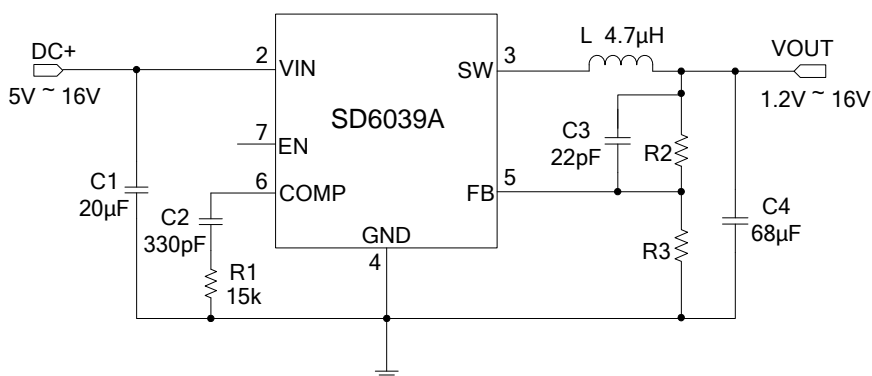 DC+
5V ~ 16V
2
VIN
7
EN
6
COMP
GND
4
SD6039A
SW
3
FB
5
L 4.7μH
VOUT
1.2V ~ 16V
C1
20μF
C2
330pF
R1
15k
C3
22pF
R2
R3
C4
68μF